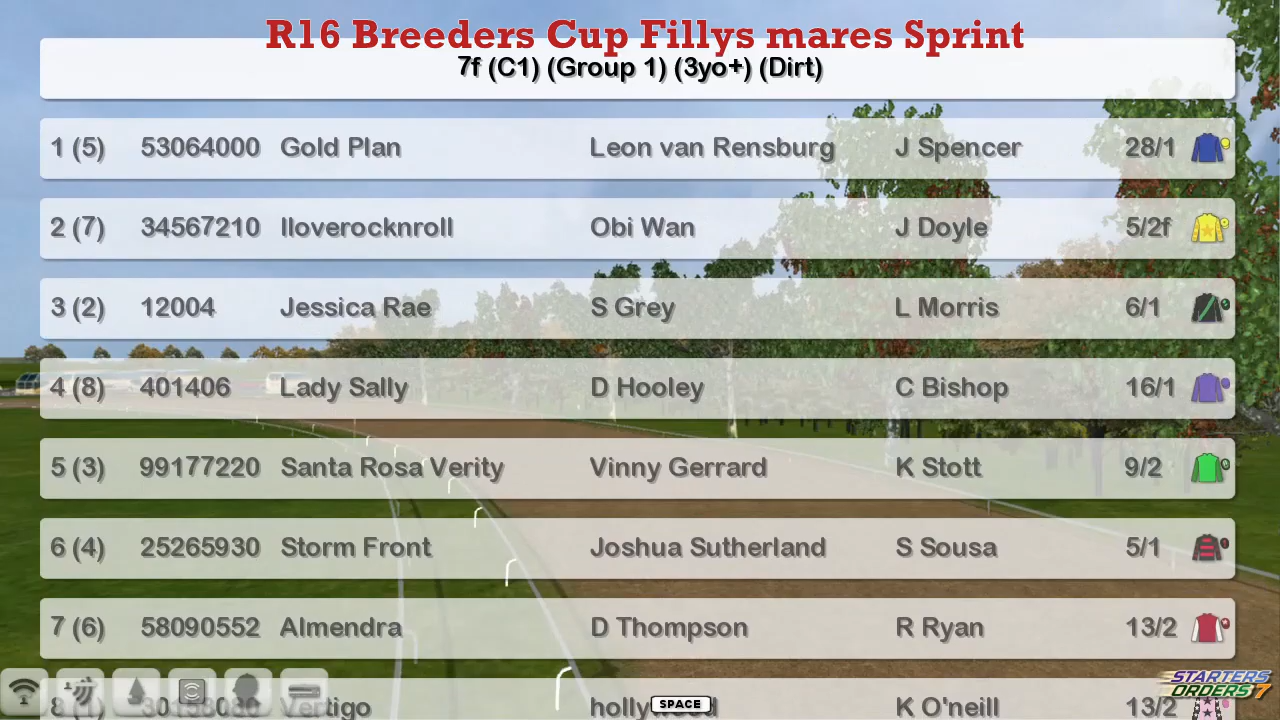 R16 Breeders Cup Fillys mares Sprint
7f (C1) (Group 1) (3yo+) (Dirt)
1 (5) 53064000 Gold Plan Leon van Rensburg J Spencer 28/1
2 (7) 34567210 Iloverocknroll Obi Wan J Doyle 5/2f
3 (2) 12004 Jessica Rae S Grey L Morris 6/1
4 (8) 401406 Lady Sally D Hooley C Bishop 16/1
5 (3) 99177220 Santa Rosa Verity Vinny Gerrard K Stott 9/2
6 (4) 25265930 Storm Front Joshua Sutherland S Sousa 5/1
7 (6) 58090552 Almendra D Thompson R Ryan 13/2
8 (1) Vertigo K O'neill 13/2
SPACE
STARTERS ORDERS 7